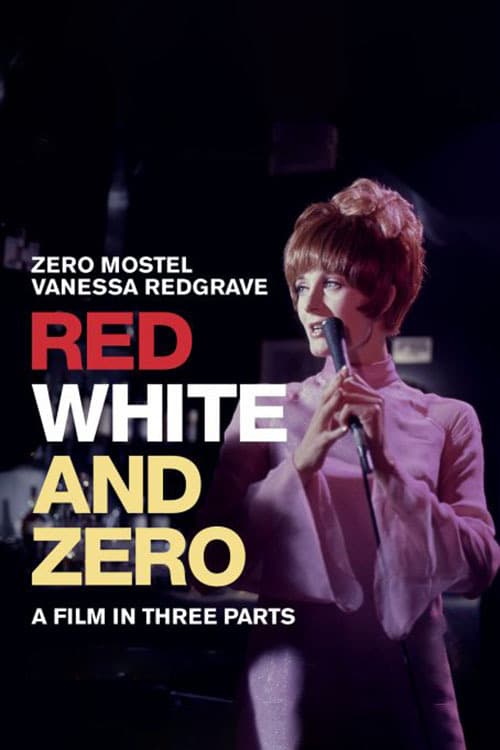 ZERO MOSTEL
VANESSA REDGRAVE
RED
WHITE
AND
ZERO
A FILM IN THREE PARTS